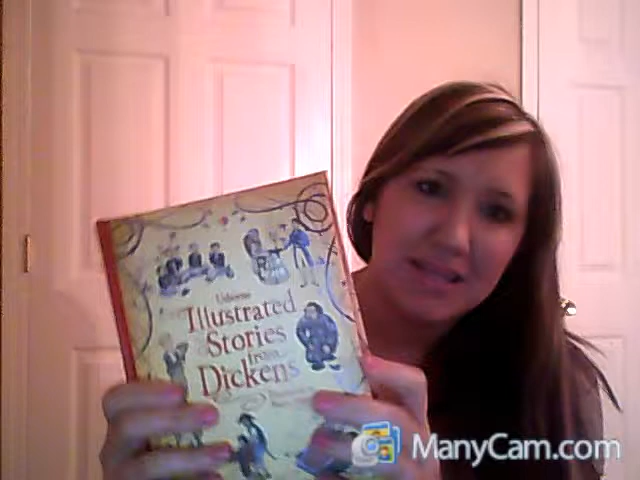 Usborne
Illustrated
Stories
from
Dickens
ManyCam.com